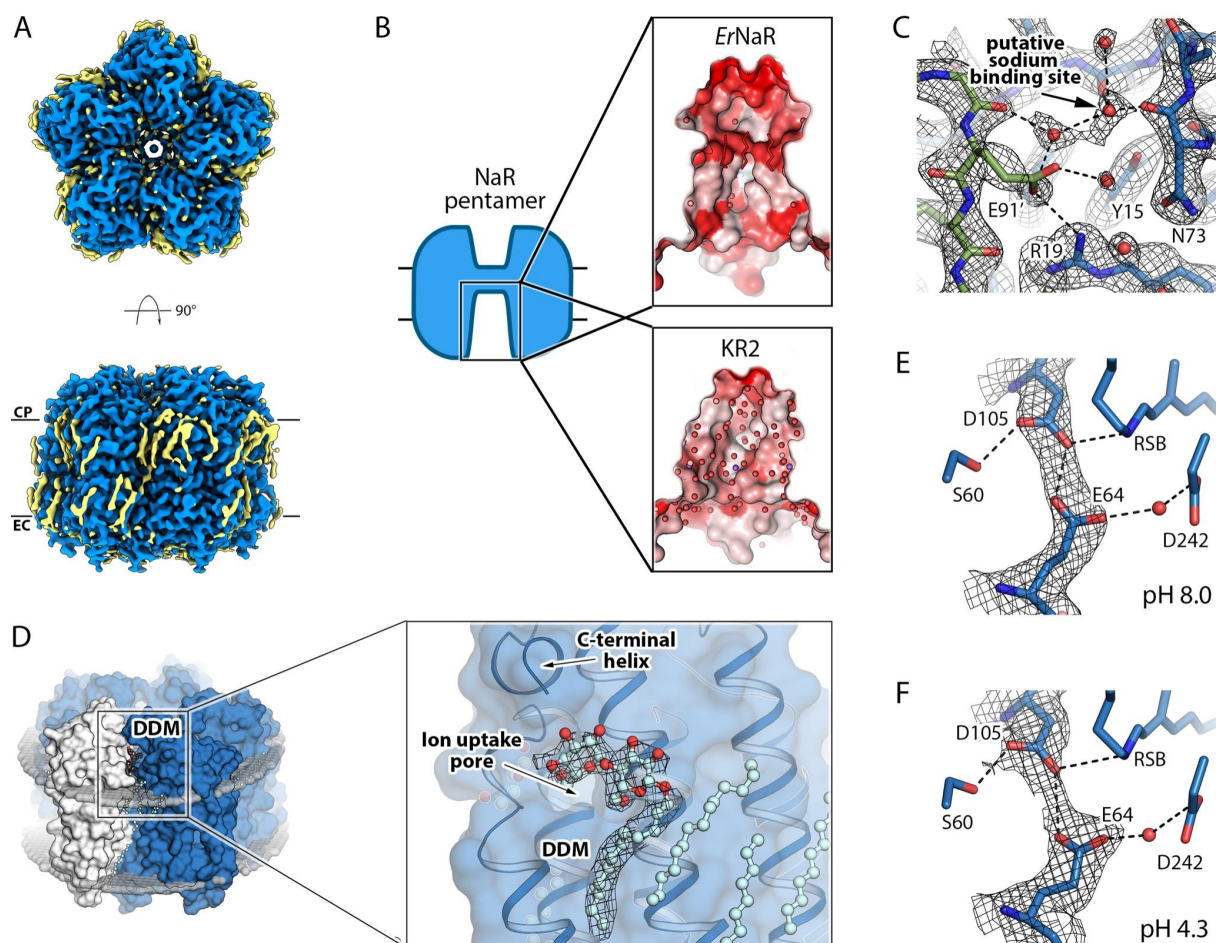 A
90°
CP
EC
B
NaR
pentamer
ErNaR
KR2
C
putative
sodium
binding site
E91′
Y15
N73
R19
D
DDM
C-terminal
helix
Ion uptake
pore
DDM
E
D105
RSB
S60
E64
D242
pH 8.0
F
D105
RSB
S60
E64
D242
pH 4.3